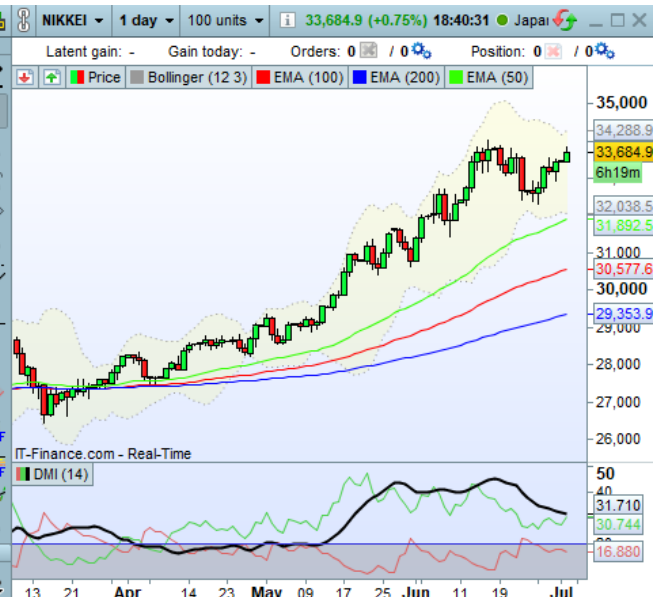 NIKKEI 1 day 100 units i 33,684.9 (+0.75%) 18:40:31 Japai
Latent gain: - Gain today: - Orders: 0 / 0 Position: 0 / 0
Price Bollinger (12 3) EMA (100) EMA (200) EMA (50)
35,000
34,288.9
33,684.9
6h19m
32,038.5
31,892.5
31,000
30,577.6
30,000
29,353.9
29,000
28,000
27,000
26,000
IT-Finance.com - Real-Time
DMI (14)
50
40
31.710
30.744
16.880
13 21 Apr 14 23 May 09 17 25 Jun 11 19 Jul